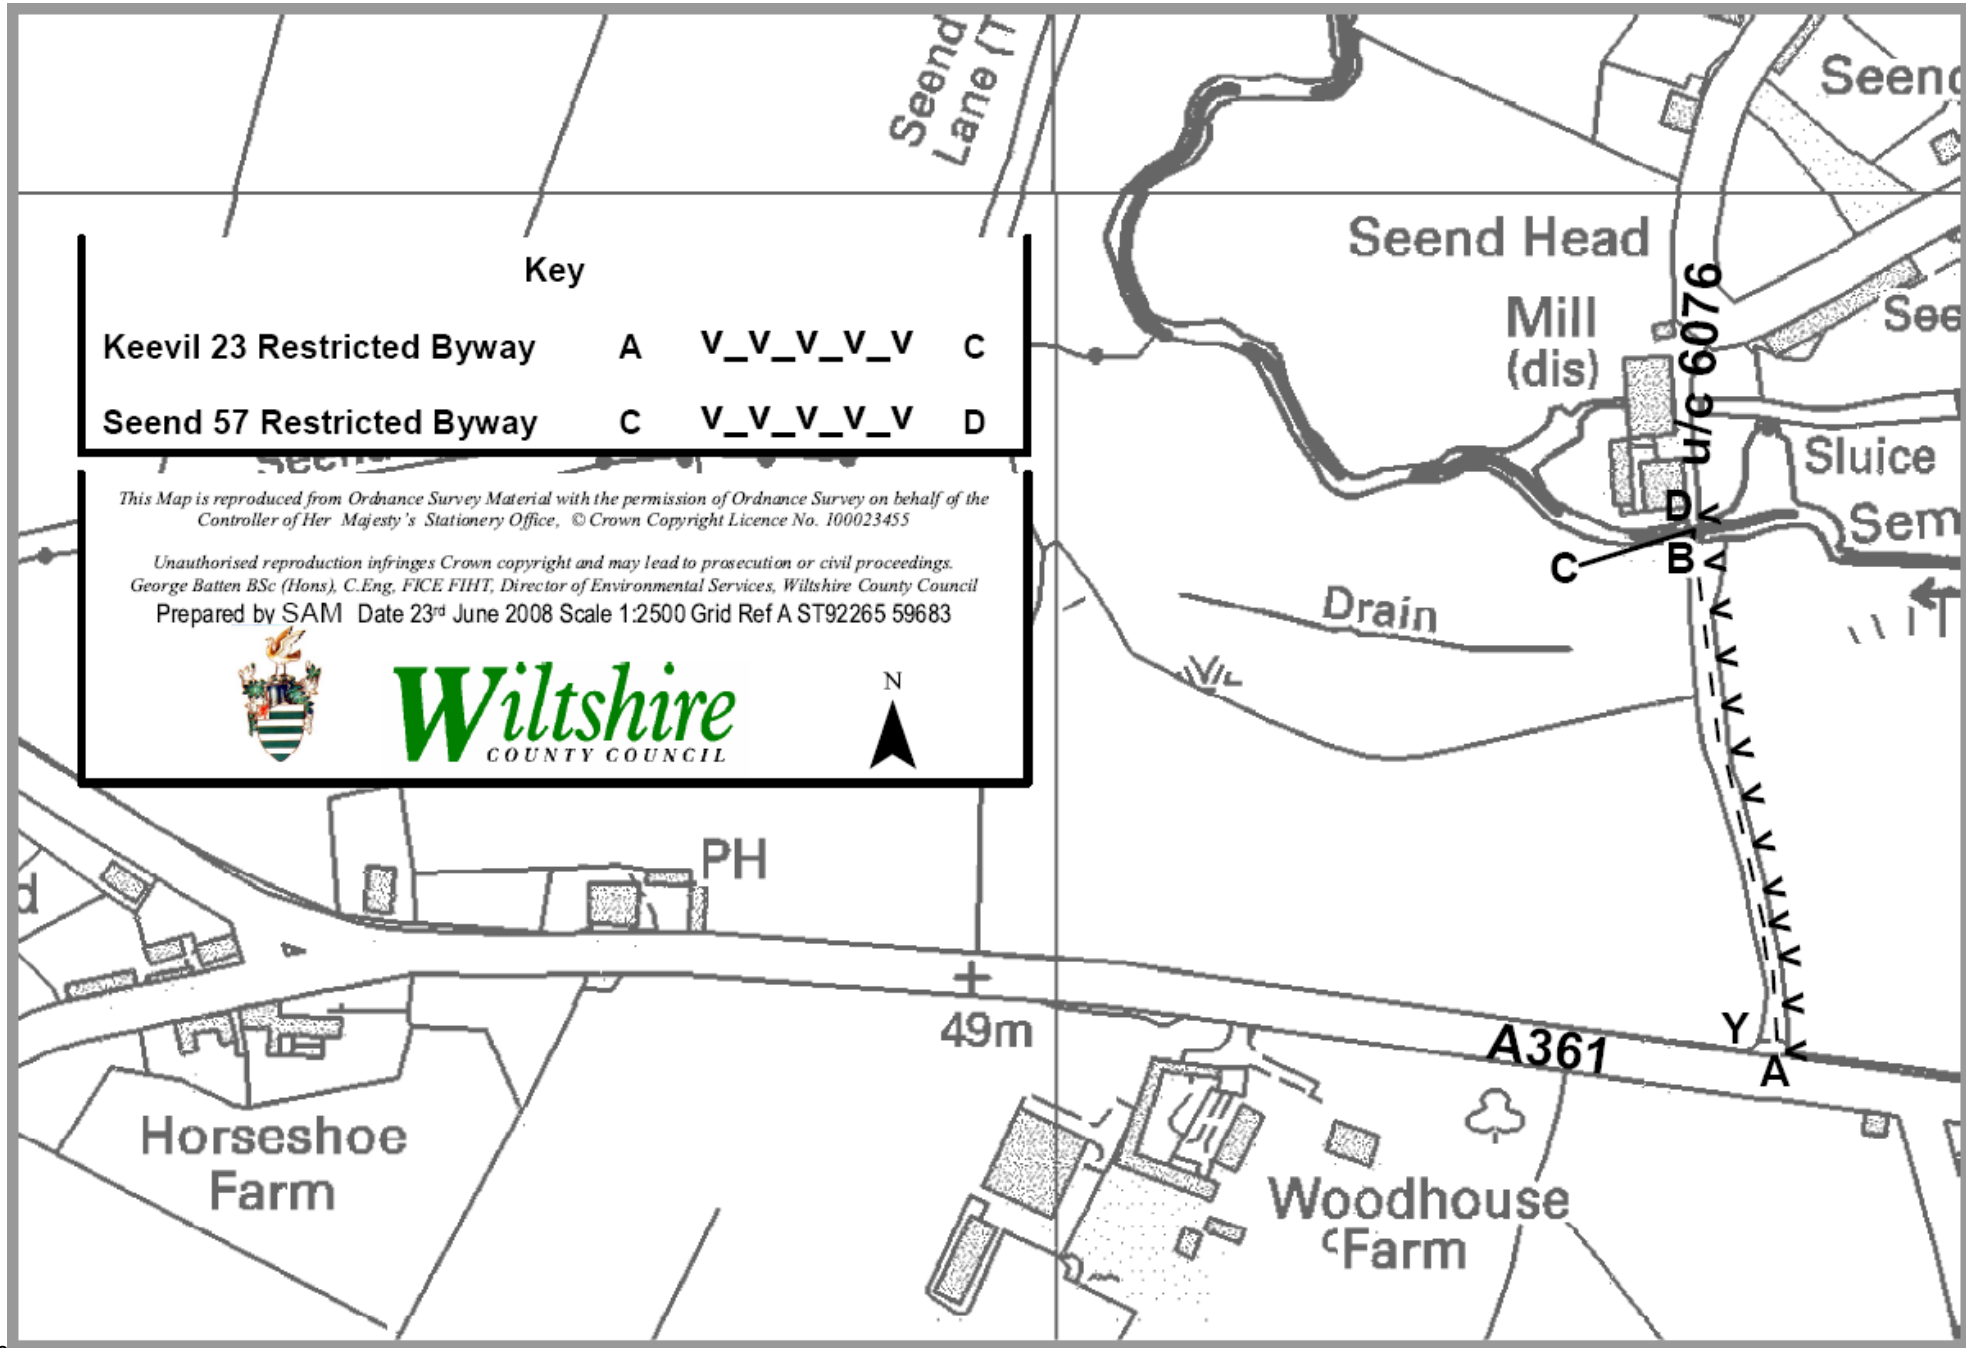 Seend
Lane (T
Seend
Seend Head
Mill
(dis)
u/c 6076
See
Sluice
Sem
Key
Keevil 23 Restricted Byway A V_V_V_V_V C
Seend 57 Restricted Byway C V_V_V_V_V D
This Map is reproduced from Ordnance Survey Material with the permission of Ordnance Survey on behalf of the
Controller of Her Majesty's Stationery Office, © Crown Copyright Licence No. 100023455
Unauthorised reproduction infringes Crown copyright and may lead to prosecution or civil proceedings.
George Batten BSc (Hons), C.Eng, FICE FIHT, Director of Environmental Services, Wiltshire County Council
Prepared by SAM Date 23rd June 2008 Scale 1:2500 Grid Ref A ST92265 59683
Wiltshire
COUNTY COUNCIL
N
D
B
C
Drain
PH
d
49m
A361
Y
A
Horseshoe
Farm
Woodhouse
Farm